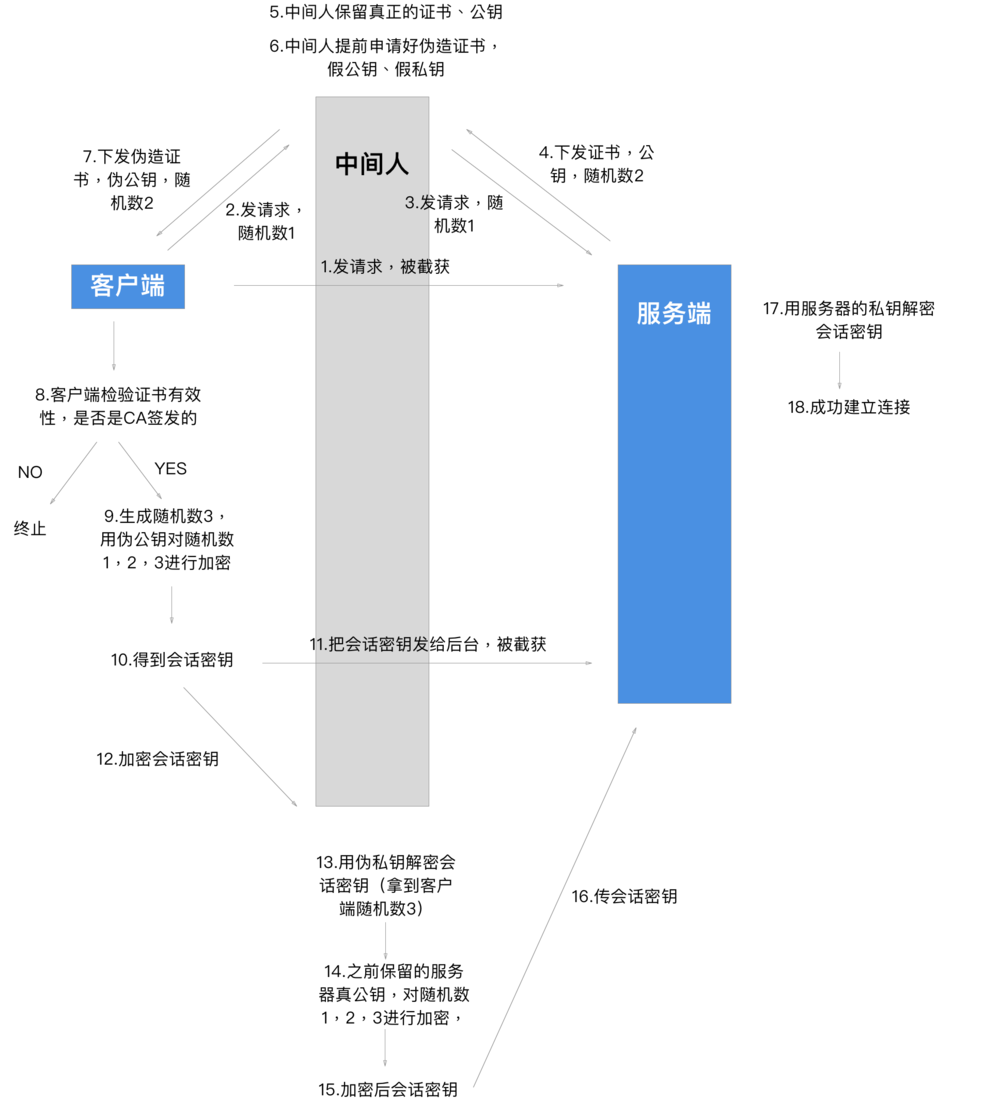 5.中间人保留真正的证书、公钥
6.中间人提前申请好伪造证书，
假公钥、假私钥
中间人
7.下发伪造证
书，伪公钥，随
机数2
2.发请求，
随机数1
3.发请求，随
机数1
4.下发证书，公
钥，随机数2
1.发请求，被截获
客户端
服务端
17.用服务器的私钥解密
会话密钥
18.成功建立连接
8.客户端检验证书有效
性，是否是CA签发的
NO
YES
终止
9.生成随机数3，
用伪公钥对随机数
1，2，3进行加密
10.得到会话密钥
11.把会话密钥发给后台，被截获
12.加密会话密钥
13.用伪私钥解密会
话密钥（拿到客户
端随机数3）
14.之前保留的服务
器真公钥，对随机数
1，2，3进行加密，
15.加密后会话密钥
16.传会话密钥